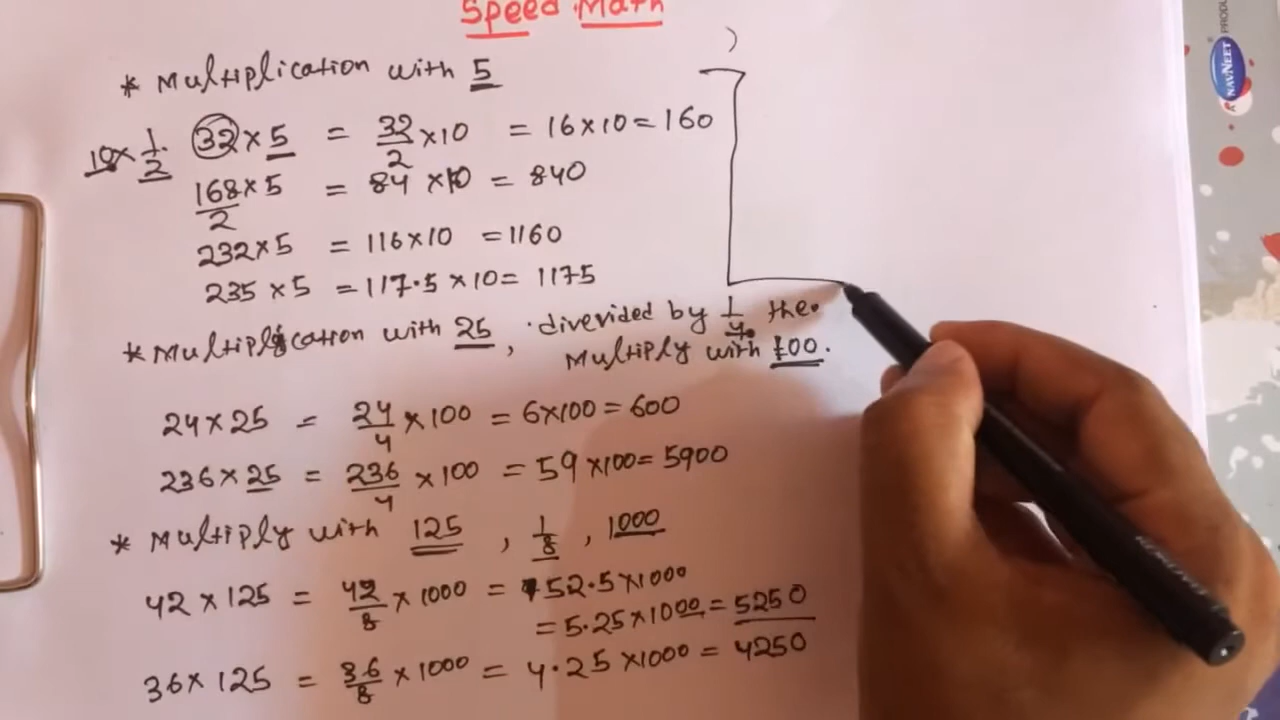 Speed Math
* Multiplication with 5
10 × 1/2 32 × 5 = 32/2 × 10 = 16 × 10 = 160
168/2 × 5 = 84 × 10 = 840
232 × 5 = 116 × 10 = 1160
235 × 5 = 117.5 × 10 = 1175
* Multiplication with 25, diverided by 1/4 the.
Multiply with 100.
24 × 25 = 24/4 × 100 = 6 × 100 = 600
236 × 25 = 236/4 × 100 = 59 × 100 = 5900
* Multiply with 125, 1/8, 1000
42 × 125 = 42/8 × 1000 = 52.5 × 1000
= 5.25 × 1000 = 5250
36 × 125 = 36/8 × 1000 = 4.25 × 1000 = 4250
NAVNEET